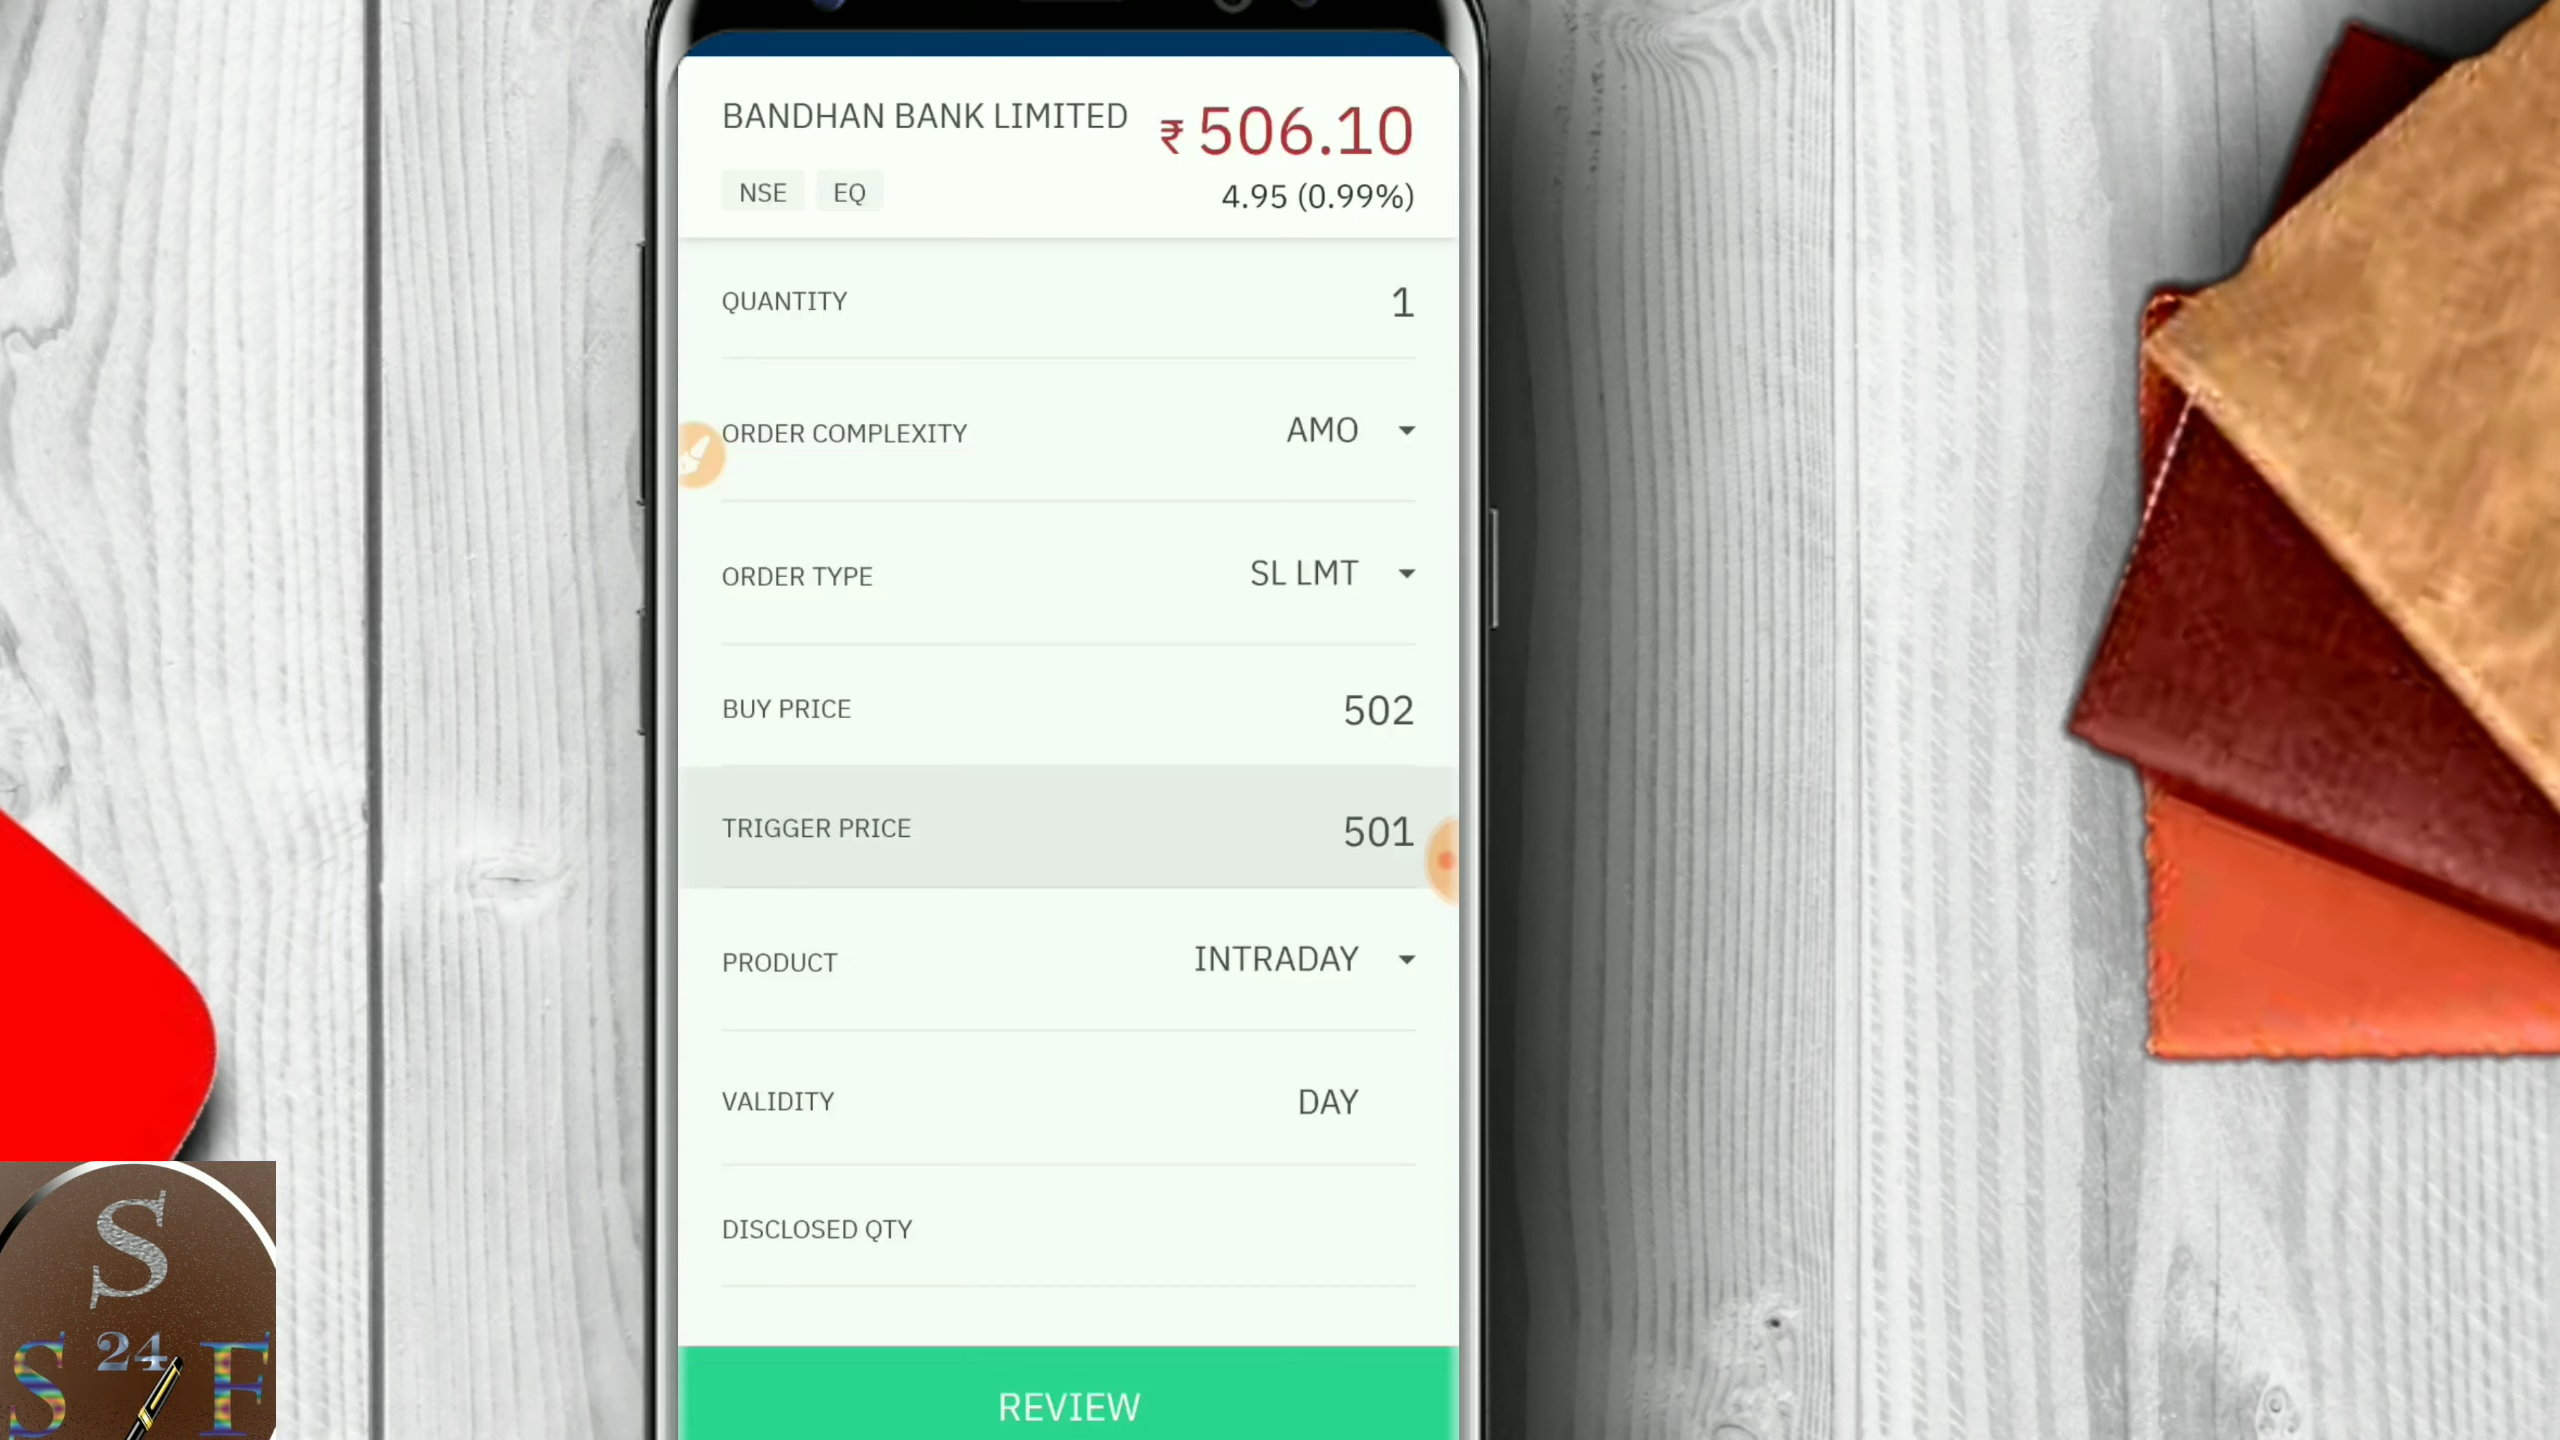 BANDHAN BANK LIMITED ₹ 506.10
NSE EQ 4.95 (0.99%)
QUANTITY 1
ORDER COMPLEXITY AMO
ORDER TYPE SL LMT
BUY PRICE 502
TRIGGER PRICE 501
PRODUCT INTRADAY
VALIDITY DAY
DISCLOSED QTY
REVIEW
S
24
S F